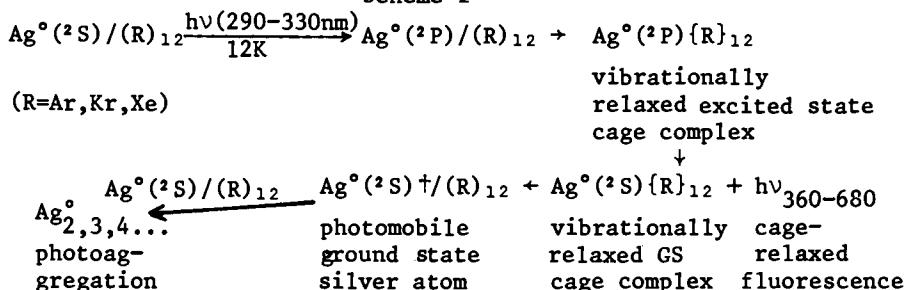 Scheme 1
Ag°(²S)/(R)₁₂ hν(290-330nm) Ag°(²P)/(R)₁₂ → Ag°(²P){R}₁₂
12K
vibrationally
(R=Ar,Kr,Xe) relaxed excited state
cage complex
↓
Ag°₂,₃,₄... Ag°(²S)/(R)₁₂ Ag°(²S)†/(R)₁₂ ← Ag°(²S){R}₁₂ + hν₃₆₀₋₆₈₀
photoag- photomobile vibrationally cage-
gregation ground state relaxed GS relaxed
silver atom cage complex fluorescence